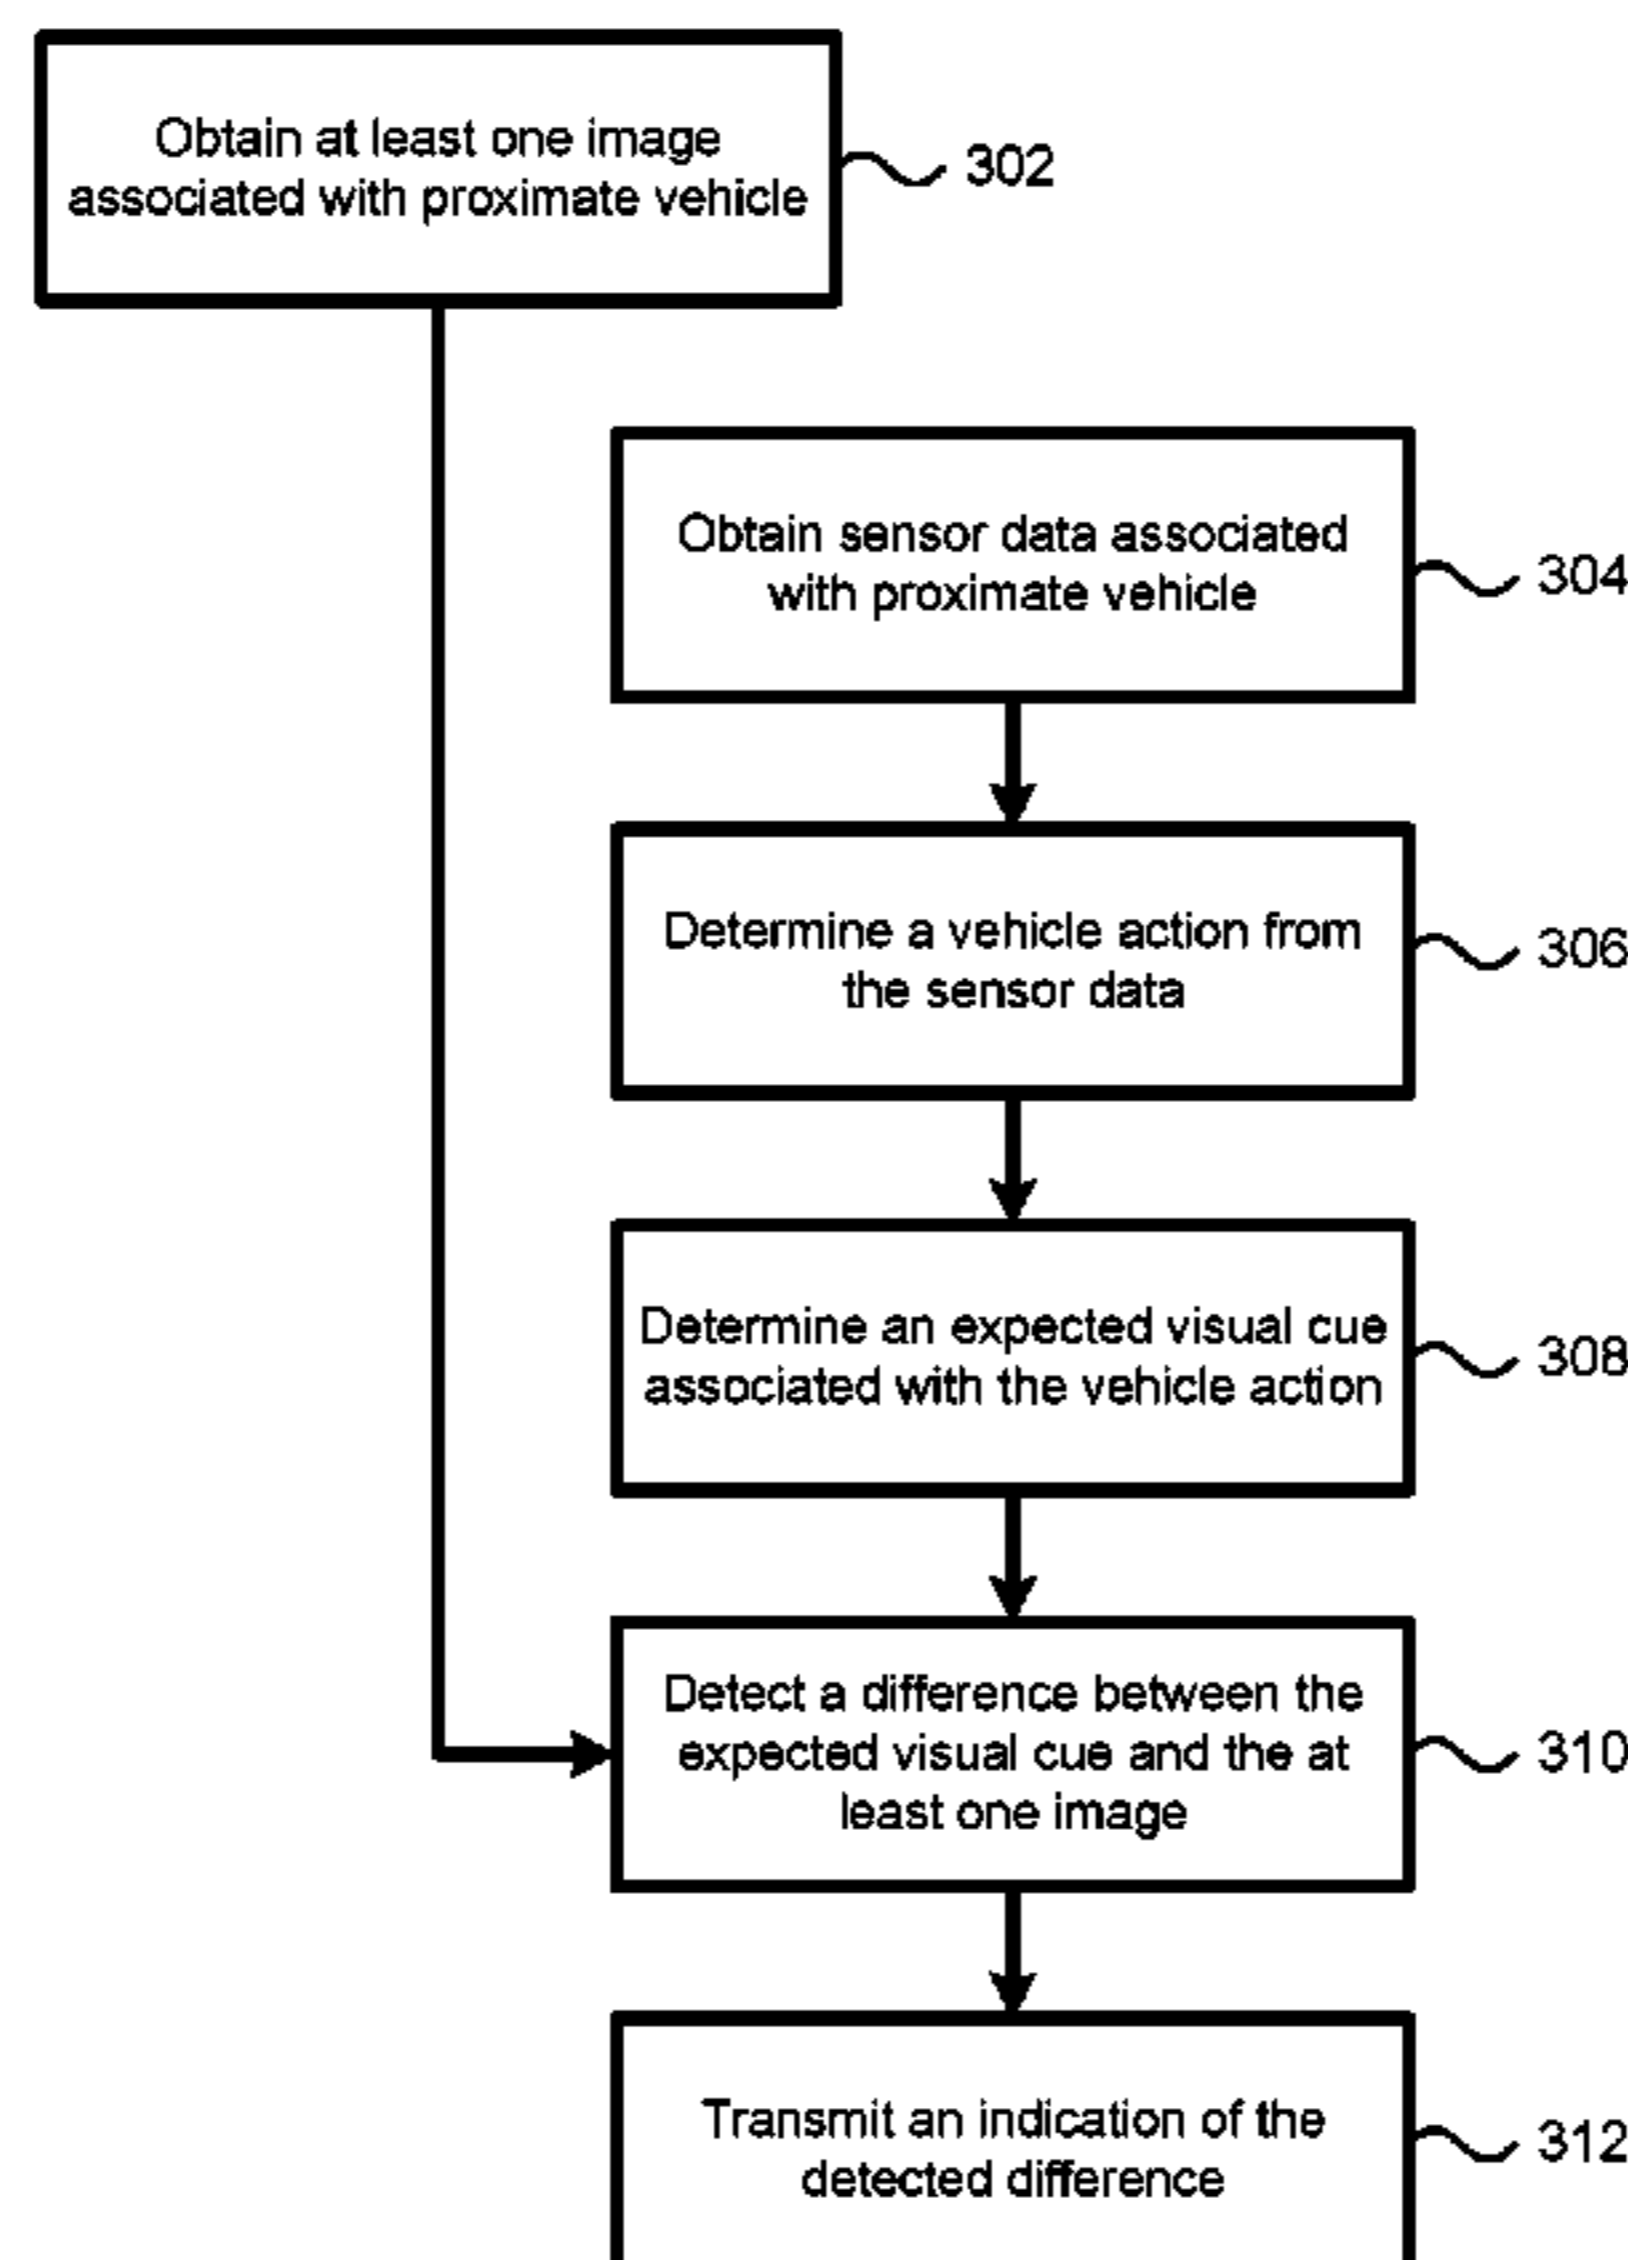 Obtain at least one image
associated with proximate vehicle
302
Obtain sensor data associated
with proximate vehicle
304
Determine a vehicle action from
the sensor data
306
Determine an expected visual cue
associated with the vehicle action
308
Detect a difference between the
expected visual cue and the at
least one image
310
Transmit an indication of the
detected difference
312